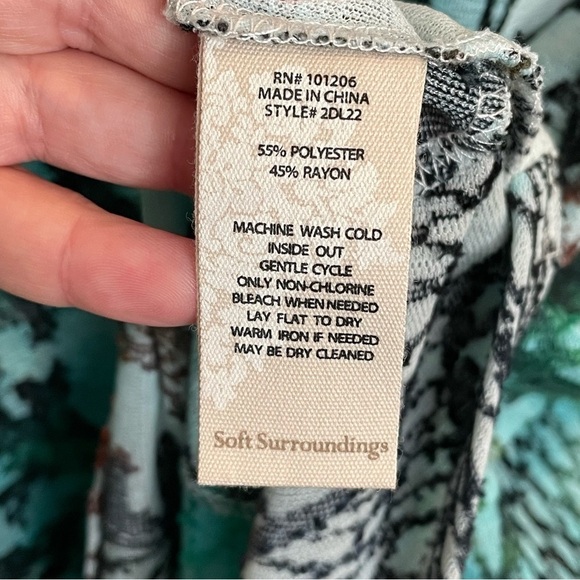 RN# 101206
MADE IN CHINA
STYLE# 2DL22
55% POLYESTER
45% RAYON
MACHINE WASH COLD
INSIDE OUT
GENTLE CYCLE
ONLY NON-CHLORINE
BLEACH WHEN NEEDED
LAY FLAT TO DRY
WARM IRON IF NEEDED
MAY BE DRY CLEANED
Soft Surroundings